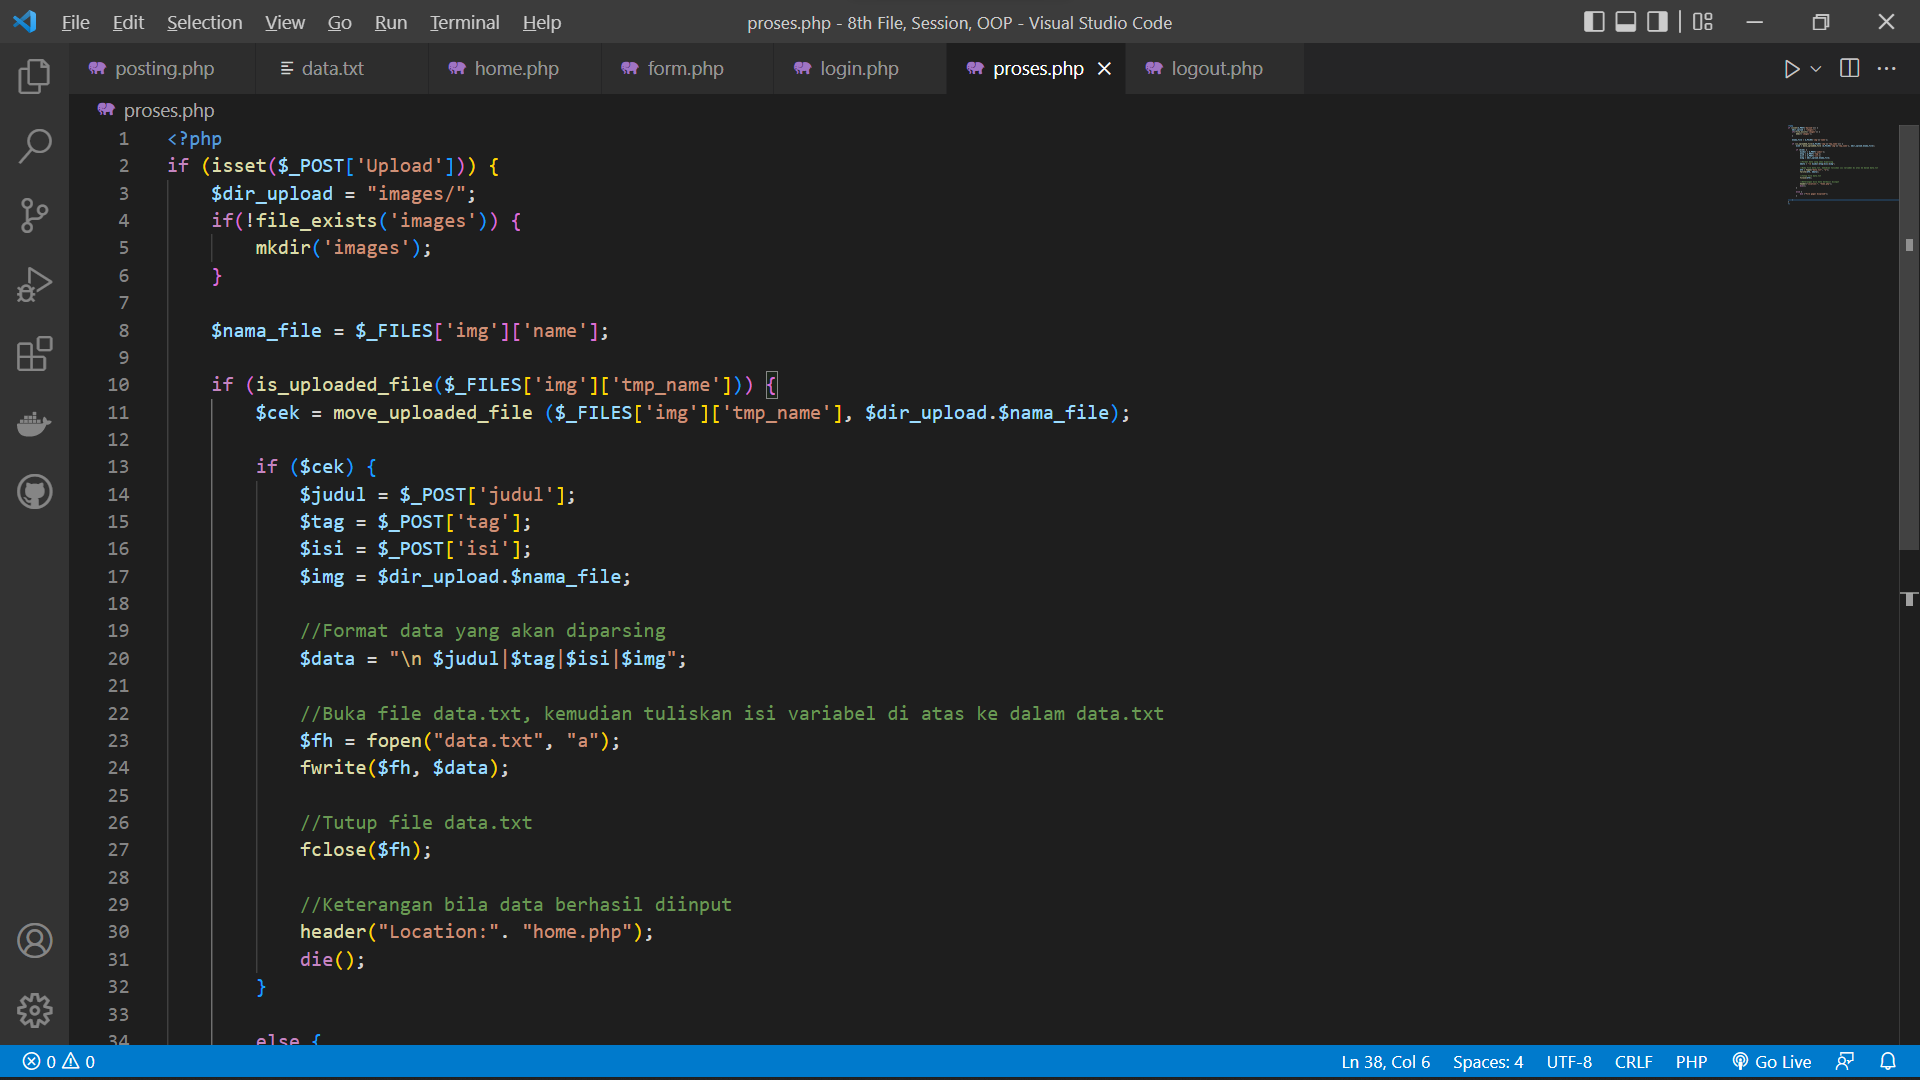 File Edit Selection View Go Run Terminal Help proses.php - 8th File, Session, OOP - Visual Studio Code
posting.php data.txt home.php form.php login.php proses.php logout.php
proses.php
1 <?php
2 if (isset($_POST['Upload'])) {
3     $dir_upload = "images/";
4     if(!file_exists('images')) {
5         mkdir('images');
6     }
7
8     $nama_file = $_FILES['img']['name'];
9
10     if (is_uploaded_file($_FILES['img']['tmp_name'])) {
11         $cek = move_uploaded_file ($_FILES['img']['tmp_name'], $dir_upload.$nama_file);
12
13         if ($cek) {
14             $judul = $_POST['judul'];
15             $tag = $_POST['tag'];
16             $isi = $_POST['isi'];
17             $img = $dir_upload.$nama_file;
18
19             //Format data yang akan diparsing
20             $data = "\n $judul|$tag|$isi|$img";
21
22             //Buka file data.txt, kemudian tuliskan isi variabel di atas ke dalam data.txt
23             $fh = fopen("data.txt", "a");
24             fwrite($fh, $data);
25
26             //Tutup file data.txt
27             fclose($fh);
28
29             //Keterangan bila data berhasil diinput
30             header("Location:". "home.php");
31             die();
32         }
33
34         else {
0 0 Ln 38, Col 6 Spaces: 4 UTF-8 CRLF PHP Go Live